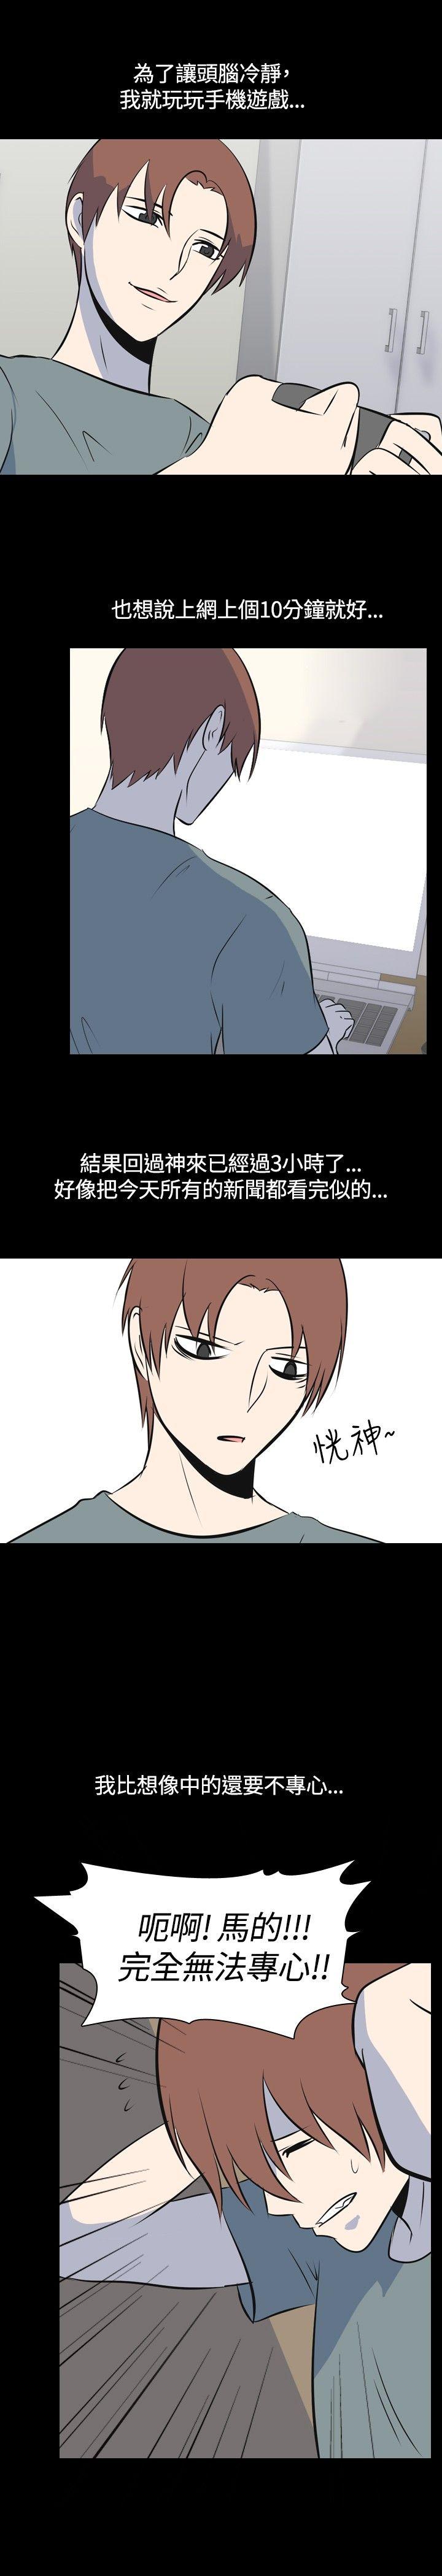 為了讓頭腦冷靜，
我就玩玩手機遊戲...
也想說上網上個10分鐘就好...
結果回過神來已經過3小時了...
好像把今天所有的新聞都看完似的...
恍神~
我比想像中的還要不專心...
呃啊! 馬的!!!
完全無法專心!!